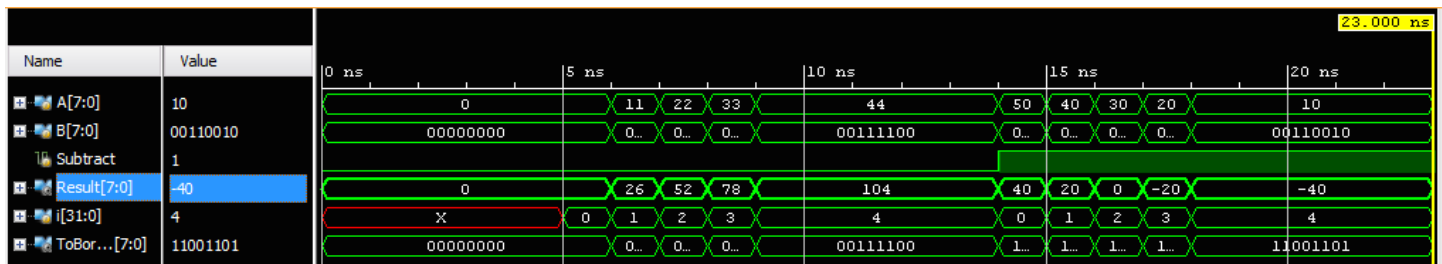 23.000 ns
Name Value
0 ns 5 ns 10 ns 15 ns 20 ns
A[7:0] 10 0 11 22 33 44 50 40 30 20 10
B[7:0] 00110010 00000000 0... 0... 0... 00111100 0... 0... 0... 0... 00110010
Subtract 1
Result[7:0] -40 0 26 52 78 104 40 20 0 -20 -40
i[31:0] 4 X 0 1 2 3 4 0 1 2 3 4
ToBor...[7:0] 11001101 00000000 0... 0... 0... 00111100 1... 1... 1... 1... 11001101